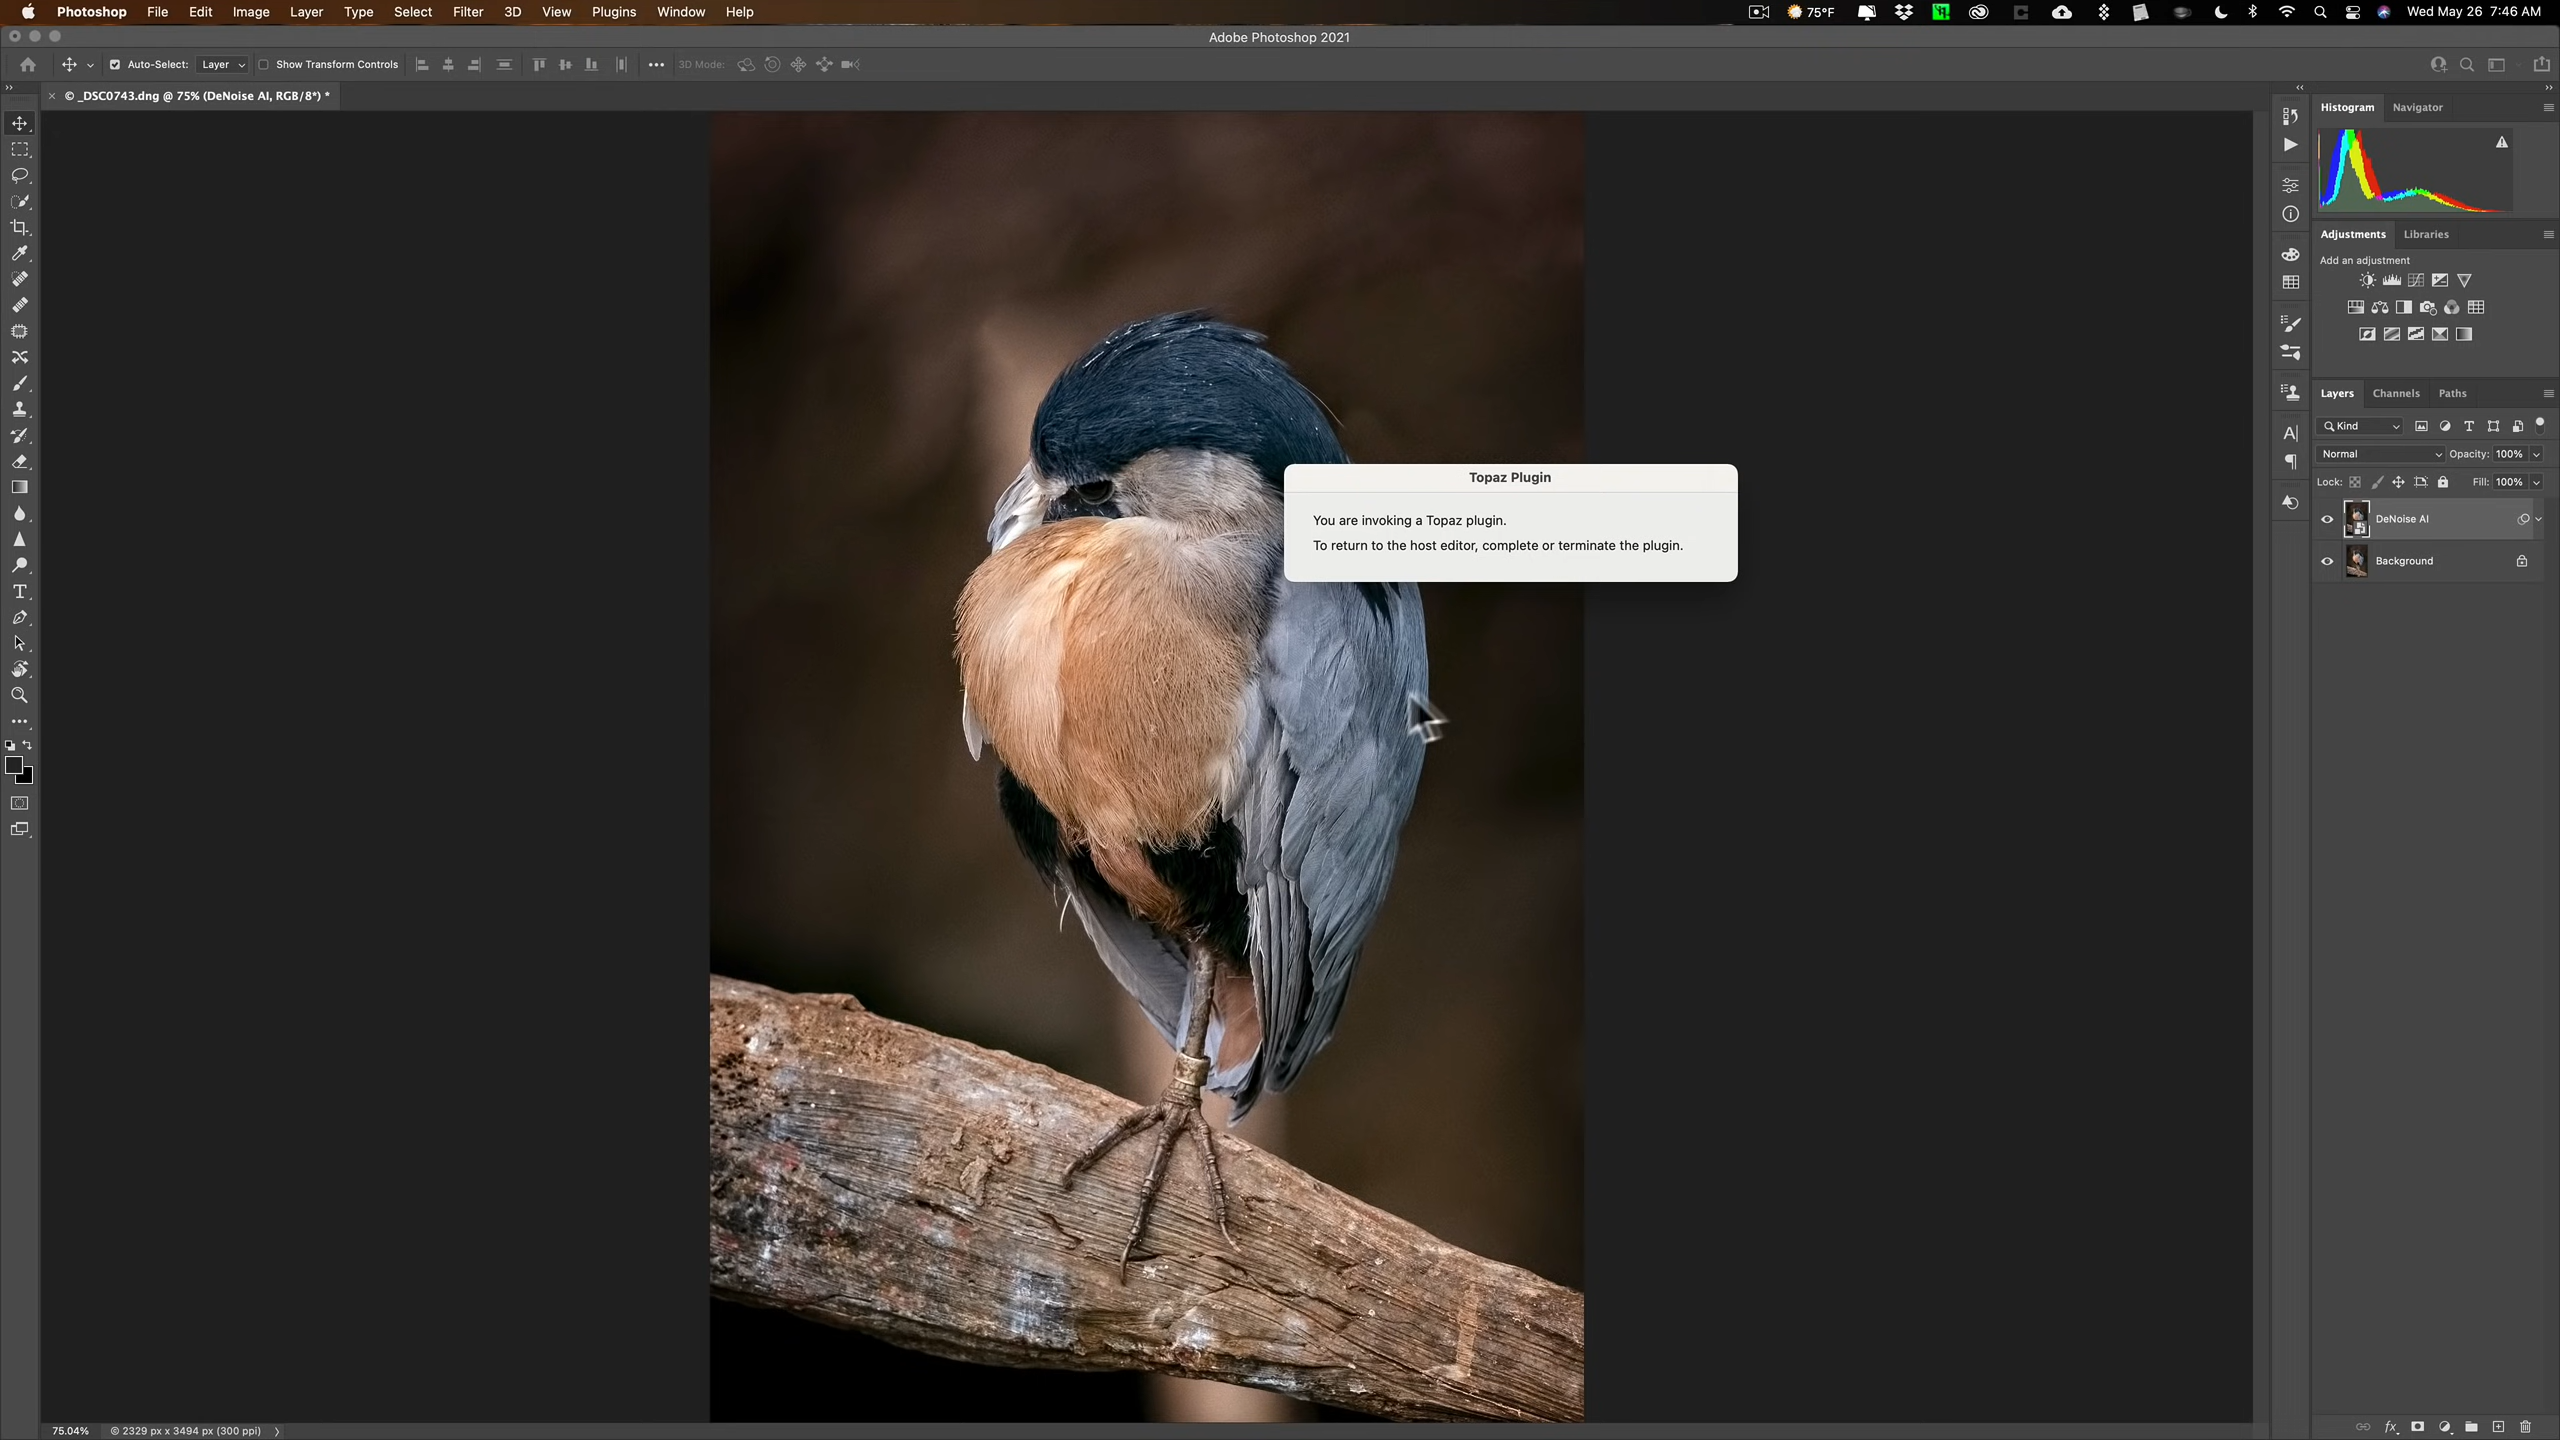 Photoshop File Edit Image Layer Type Select Filter 3D View Plugins Window Help 75°F Wed May 26 7:46 AM
Adobe Photoshop 2021
Auto-Select: Layer Show Transform Controls 3D Mode:
© _DSC0743.dng @ 75% (DeNoise AI, RGB/8*) *
Histogram Navigator
Adjustments Libraries
Add an adjustment
Layers Channels Paths
Kind
Normal Opacity: 100%
Lock: Fill: 100%
DeNoise AI
Background
Topaz Plugin
You are invoking a Topaz plugin.
To return to the host editor, complete or terminate the plugin.
75.04% © 2329 px x 3494 px (300 ppi)